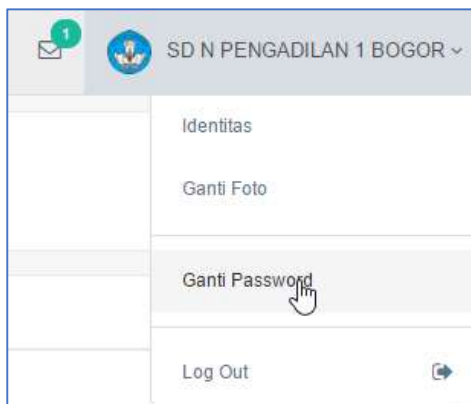 1
SD N PENGADILAN 1 BOGOR
Identitas
Ganti Foto
Ganti Password
Log Out